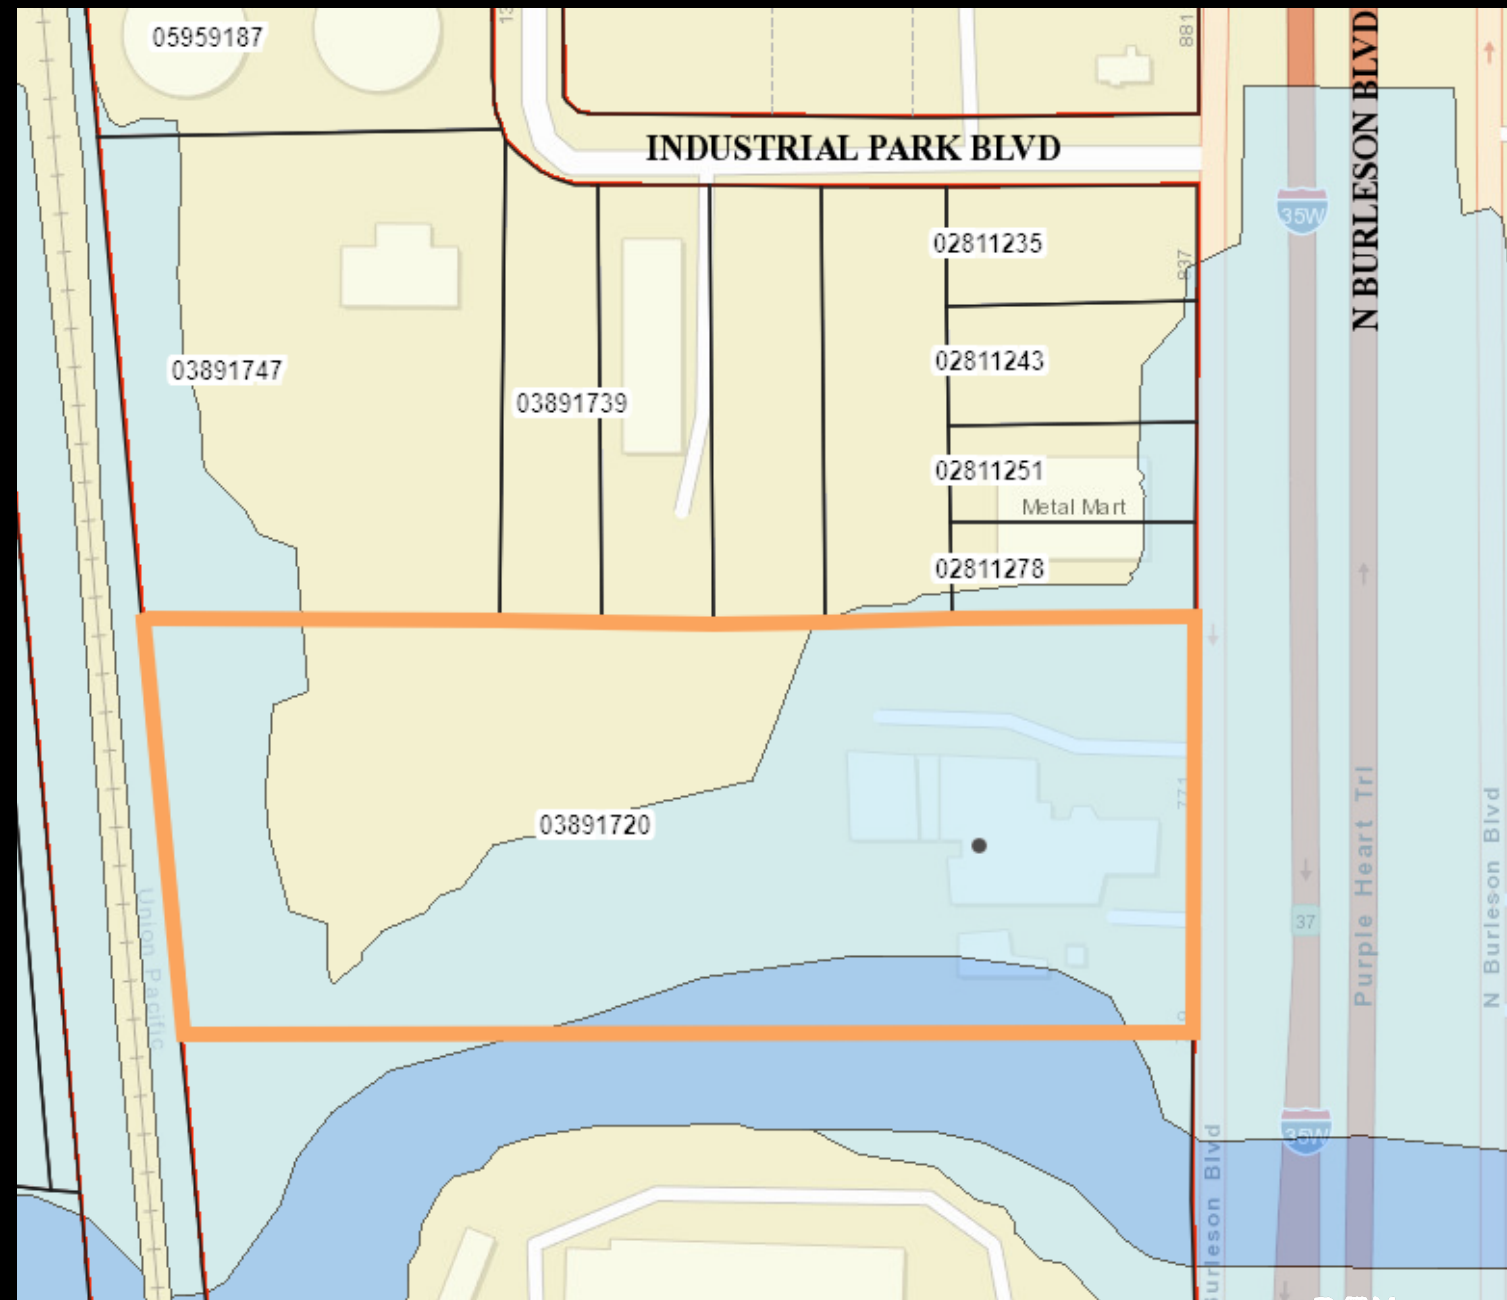 05959187
13
881
N BURLESON BLVD
INDUSTRIAL PARK BLVD
35W
02811235
837
02811243
03891747
03891739
02811251
Metal Mart
02811278
771
Purple Heart Trl
N Burleson Blvd
03891720
37
Union Pacific
35W
Burleson Blvd